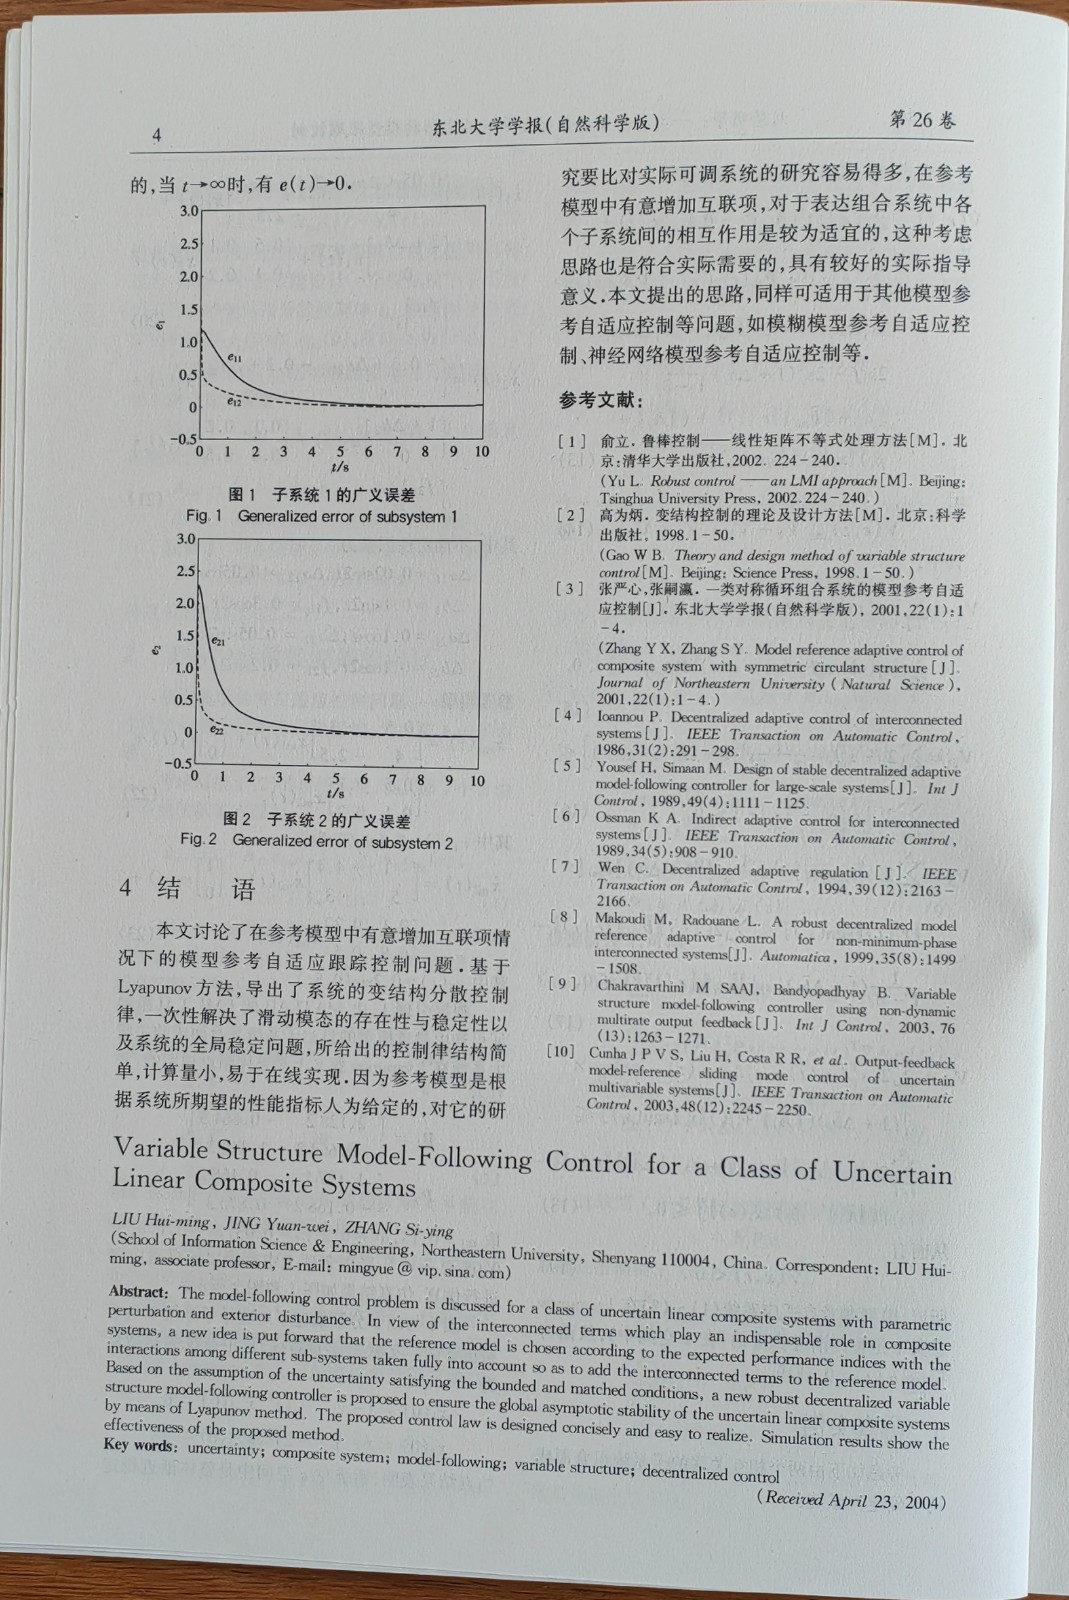 4
东北大学学报(自然科学版)
第26卷
的,当 t→∞时,有 e(t)→0.
3.0
2.5
2.0
1.5
1.0
0.5
0
-0.5
e₁
e₁₁
e₁₂
0 1 2 3 4 5 6 7 8 9 10
t/s
图1 子系统1的广义误差
Fig. 1 Generalized error of subsystem 1
3.0
2.5
2.0
1.5
1.0
0.5
0
-0.5
e₂
e₂₁
e₂₂
0 1 2 3 4 5 6 7 8 9 10
t/s
图2 子系统2的广义误差
Fig. 2 Generalized error of subsystem 2
4 结 语
本文讨论了在参考模型中有意增加互联项情
况下的模型参考自适应跟踪控制问题.基于
Lyapunov方法,导出了系统的变结构分散控制
律,一次性解决了滑动模态的存在性与稳定性以
及系统的全局稳定问题,所给出的控制律结构简
单,计算量小,易于在线实现.因为参考模型是根
据系统所期望的性能指标人为给定的,对它的研
究要比对实际可调系统的研究容易得多,在参考
模型中有意增加互联项,对于表达组合系统中各
个子系统间的相互作用是较为适宜的,这种考虑
思路也是符合实际需要的,具有较好的实际指导
意义.本文提出的思路,同样可适用于其他模型参
考自适应控制等问题,如模糊模型参考自适应控
制、神经网络模型参考自适应控制等.
参考文献:
[1] 俞立.鲁棒控制——线性矩阵不等式处理方法[M].北
京:清华大学出版社,2002. 224-240.
(Yu L. Robust control——an LMI approach[M]. Beijing:
Tsinghua University Press, 2002. 224-240.)
[2] 高为炳.变结构控制的理论及设计方法[M].北京:科学
出版社, 1998. 1-50.
(Gao W B. Theory and design method of variable structure
control[M]. Beijing: Science Press, 1998. 1-50.)
[3] 张严心,张嗣瀛.一类对称循环组合系统的模型参考自适
应控制[J].东北大学学报(自然科学版), 2001,22(1):1
-4.
(Zhang Y X, Zhang S Y. Model reference adaptive control of
composite system with symmetric circulant structure[J].
Journal of Northeastern University (Natural Science),
2001,22(1):1-4.)
[4] Ioannou P. Decentralized adaptive control of interconnected
systems[J]. IEEE Transaction on Automatic Control,
1986,31(2):291-298.
[5] Yousef H, Simaan M. Design of stable decentralized adaptive
model-following controller for large-scale systems[J]. Int J
Control, 1989,49(4):1111-1125.
[6] Ossman K A. Indirect adaptive control for interconnected
systems[J]. IEEE Transaction on Automatic Control,
1989,34(5):908-910.
[7] Wen C. Decentralized adaptive regulation [J]. IEEE
Transaction on Automatic Control, 1994,39(12):2163-
2166.
[8] Makoudi M, Radouane L. A robust decentralized model
reference adaptive control for non-minimum-phase
interconnected systems[J]. Automatica, 1999,35(8):1499
-1508.
[9] Chakravarthini M SAAJ, Bandyopadhyay B. Variable
structure model-following controller using non-dynamic
multirate output feedback[J]. Int J Control, 2003, 76
(13):1263-1271.
[10] Cunha J P V S, Liu H, Costa R R, et al. Output-feedback
model-reference sliding mode control of uncertain
multivariable systems[J]. IEEE Transaction on Automatic
Control, 2003,48(12):2245-2250.
Variable Structure Model-Following Control for a Class of Uncertain
Linear Composite Systems
LIU Hui-ming, JING Yuan-wei, ZHANG Si-ying
(School of Information Science & Engineering, Northeastern University, Shenyang 110004, China. Correspondent: LIU Hui-
ming, associate professor, E-mail: mingyue@vip.sina.com)
Abstract: The model-following control problem is discussed for a class of uncertain linear composite systems with parametric
perturbation and exterior disturbance. In view of the interconnected terms which play an indispensable role in composite
systems, a new idea is put forward that the reference model is chosen according to the expected performance indices with the
interactions among different sub-systems taken fully into account so as to add the interconnected terms to the reference model.
Based on the assumption of the uncertainty satisfying the bounded and matched conditions, a new robust decentralized variable
structure model-following controller is proposed to ensure the global asymptotic stability of the uncertain linear composite systems
by means of Lyapunov method. The proposed control law is designed concisely and easy to realize. Simulation results show the
effectiveness of the proposed method.
Key words: uncertainty; composite system; model-following; variable structure; decentralized control
(Received April 23, 2004)